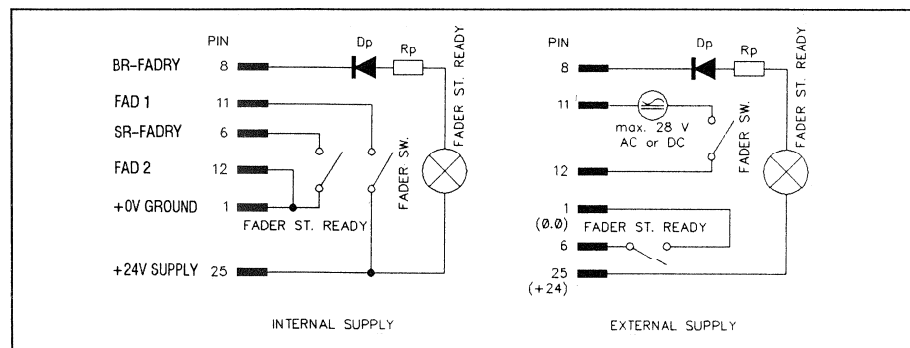 PIN
BR-FADRY 8
FAD 1 11
SR-FADRY 6
FAD 2 12
+0V GROUND 1
+24V SUPPLY 25
Dp
Rp
FADER ST. READY
FADER SW.
FADER ST. READY
INTERNAL SUPPLY
PIN
8
11
12
1
(0.0)
6
25
(+24)
Dp
Rp
FADER ST. READY
max. 28 V
AC or DC
FADER SW.
FADER ST. READY
EXTERNAL SUPPLY